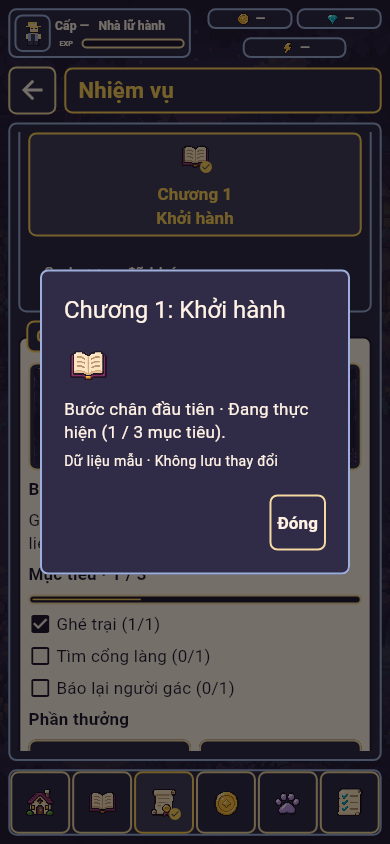 Cấp — Nhà lữ hành
EXP
—
—
—
Nhiệm vụ
Chương 1
Khởi hành
Chương 1: Khởi hành
Bước chân đầu tiên · Đang thực
hiện (1 / 3 mục tiêu).
Dữ liệu mẫu · Không lưu thay đổi
Đóng
Mục tiêu · 1 / 3
Ghé trại (1/1)
Tìm cổng làng (0/1)
Báo lại người gác (0/1)
Phần thưởng